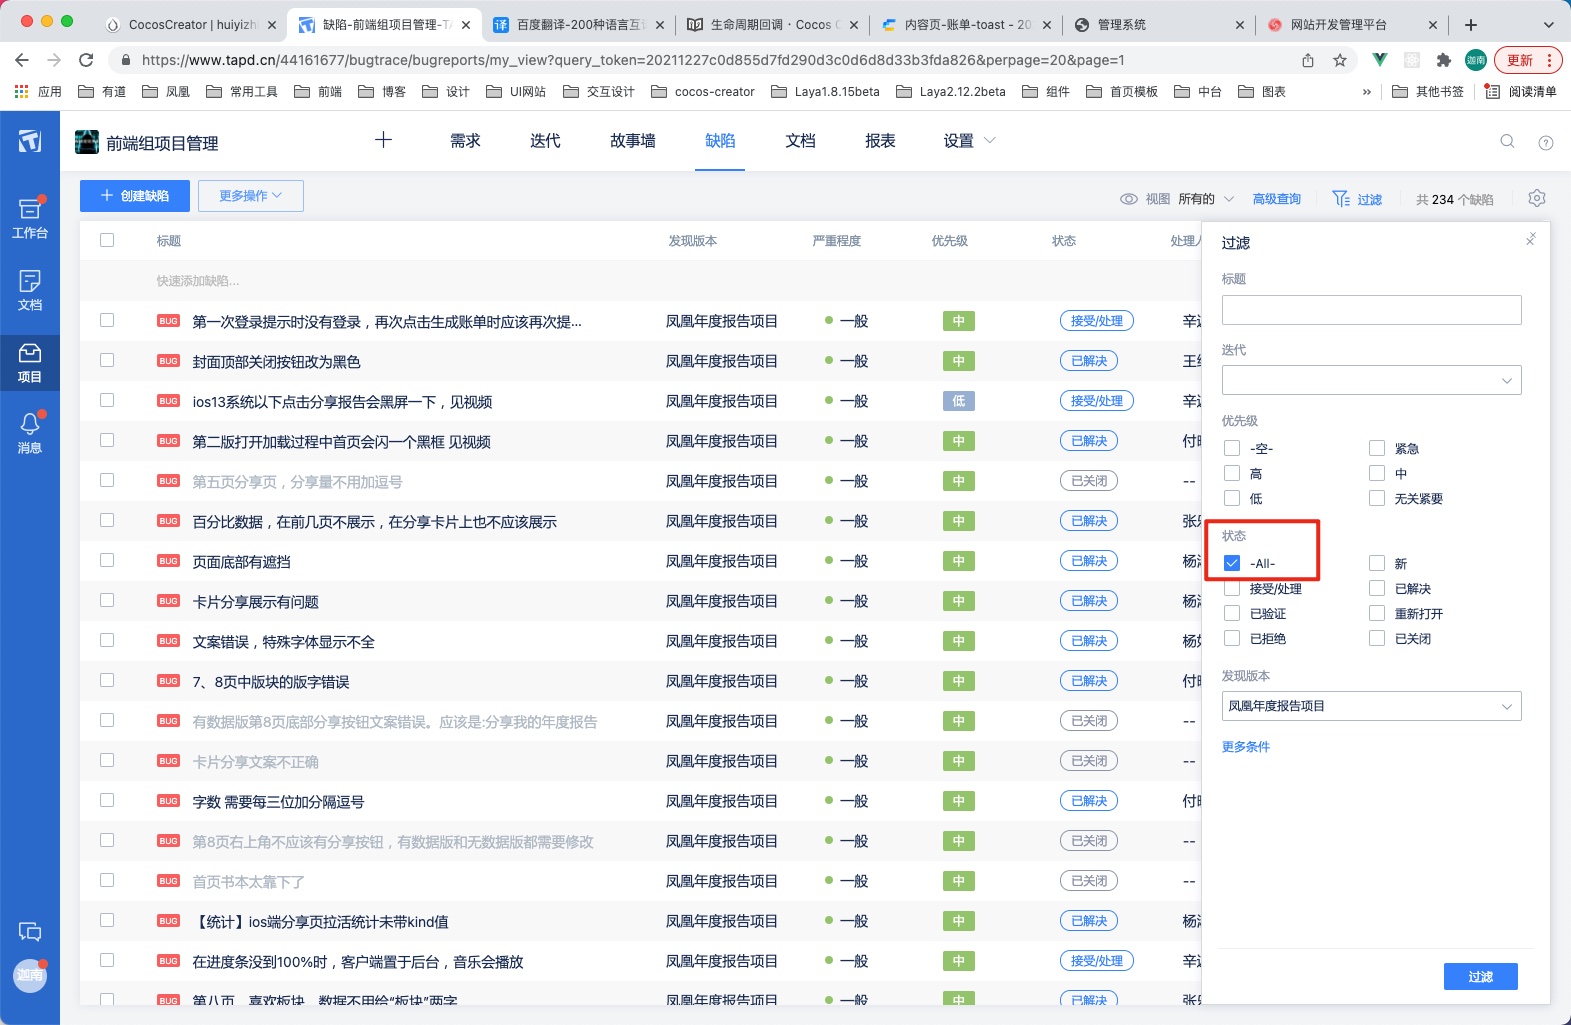 CocosCreator | huiyizhi
缺陷-前端组项目管理-TA
百度翻译-200种语言互译
生命周期回调 · Cocos C
内容页-账单-toast - 20
管理系统
网站开发管理平台
https://www.tapd.cn/44161677/bugtrace/bugreports/my_view?query_token=20211227c0d855d7fd290d3c0d6d8d33b3fda826&perpage=20&page=1
迦南
更新
应用
有道
凤凰
常用工具
前端
博客
设计
UI网站
交互设计
cocos-creator
Laya1.8.15beta
Laya2.12.2beta
组件
首页模板
中台
图表
»
其他书签
阅读清单
前端组项目管理
需求
迭代
故事墙
缺陷
文档
报表
设置
工作台
文档
项目
消息
迦南
创建缺陷
更多操作
视图 所有的
高级查询
过滤
共 234 个缺陷
标题 发现版本 严重程度 优先级 状态 处理人
快速添加缺陷...
BUG 第一次登录提示时没有登录，再次点击生成账单时应该再次提... 凤凰年度报告项目 一般 中 接受/处理 辛
BUG 封面顶部关闭按钮改为黑色 凤凰年度报告项目 一般 中 已解决 王
BUG ios13系统以下点击分享报告会黑屏一下，见视频 凤凰年度报告项目 一般 低 接受/处理 辛
BUG 第二版打开加载过程中首页会闪一个黑框 见视频 凤凰年度报告项目 一般 中 已解决 付
BUG 第五页分享页，分享量不用加逗号 凤凰年度报告项目 一般 中 已关闭 --
BUG 百分比数据，在前几页不展示，在分享卡片上也不应该展示 凤凰年度报告项目 一般 中 已解决 张
BUG 页面底部有遮挡 凤凰年度报告项目 一般 中 已解决 杨
BUG 卡片分享展示有问题 凤凰年度报告项目 一般 中 已解决 杨
BUG 文案错误，特殊字体显示不全 凤凰年度报告项目 一般 中 已解决 杨
BUG 7、8页中版块的版字错误 凤凰年度报告项目 一般 中 已解决 付
BUG 有数据版第8页底部分享按钮文案错误。应该是:分享我的年度报告 凤凰年度报告项目 一般 中 已关闭 --
BUG 卡片分享文案不正确 凤凰年度报告项目 一般 中 已关闭 --
BUG 字数 需要每三位加分隔逗号 凤凰年度报告项目 一般 中 已解决 付
BUG 第8页右上角不应该有分享按钮，有数据版和无数据版都需要修改 凤凰年度报告项目 一般 中 已关闭 --
BUG 首页书本太靠下了 凤凰年度报告项目 一般 中 已关闭 --
BUG 【统计】ios端分享页拉活统计未带kind值 凤凰年度报告项目 一般 中 已解决 杨
BUG 在进度条没到100%时，客户端置于后台，音乐会播放 凤凰年度报告项目 一般 中 接受/处理 辛
BUG 第八页，喜欢板块，数据不用给“板块”两字 凤凰年度报告项目 一般 中 已解决 张
过滤
标题
迭代
优先级
-空- 紧急
高 中
低 无关紧要
状态
-All- 新
接受/处理 已解决
已验证 重新打开
已拒绝 已关闭
发现版本
凤凰年度报告项目
更多条件
过滤